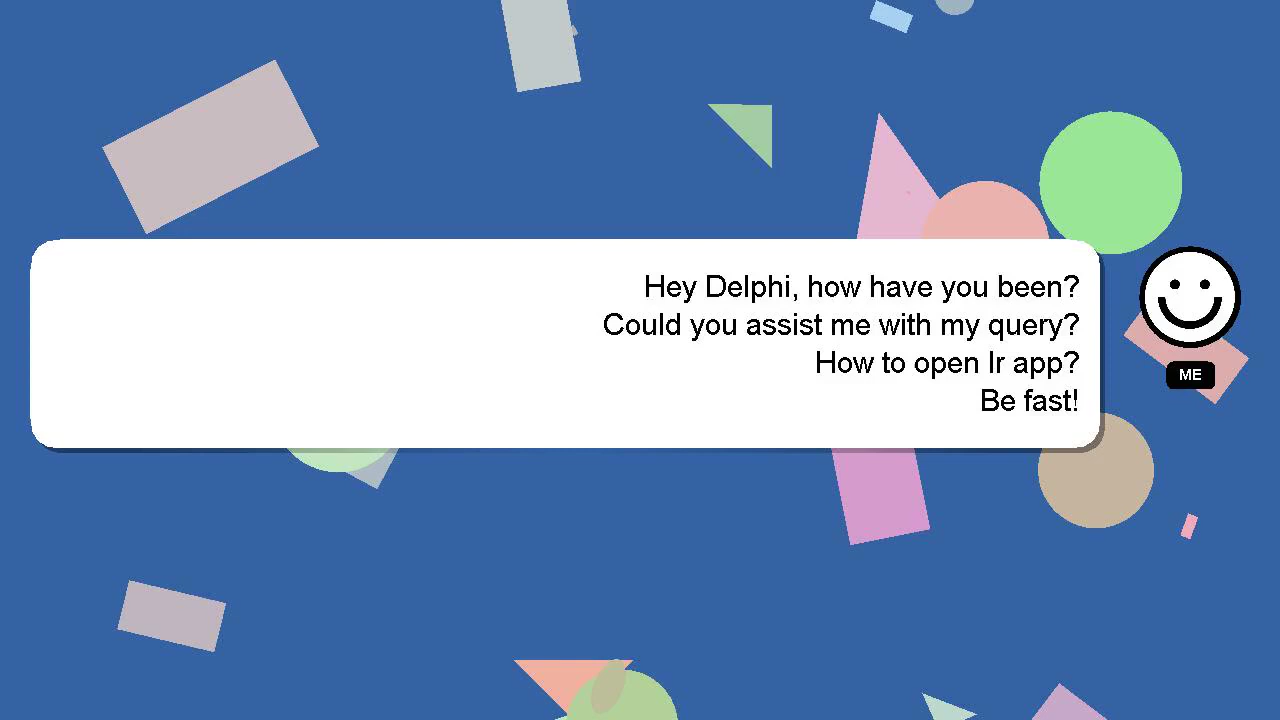 Hey Delphi, how have you been?
Could you assist me with my query?
How to open lr app?
Be fast!
ME